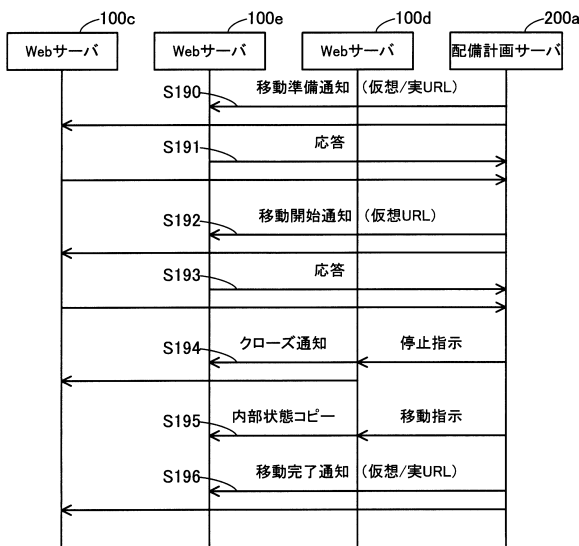 100c 100e 100d 200a
Webサーバ Webサーバ Webサーバ 配備計画サーバ
S190 移動準備通知 (仮想/実URL)
S191 応答
S192 移動開始通知 (仮想URL)
S193 応答
S194 クローズ通知 停止指示
S195 内部状態コピー 移動指示
S196 移動完了通知 (仮想/実URL)